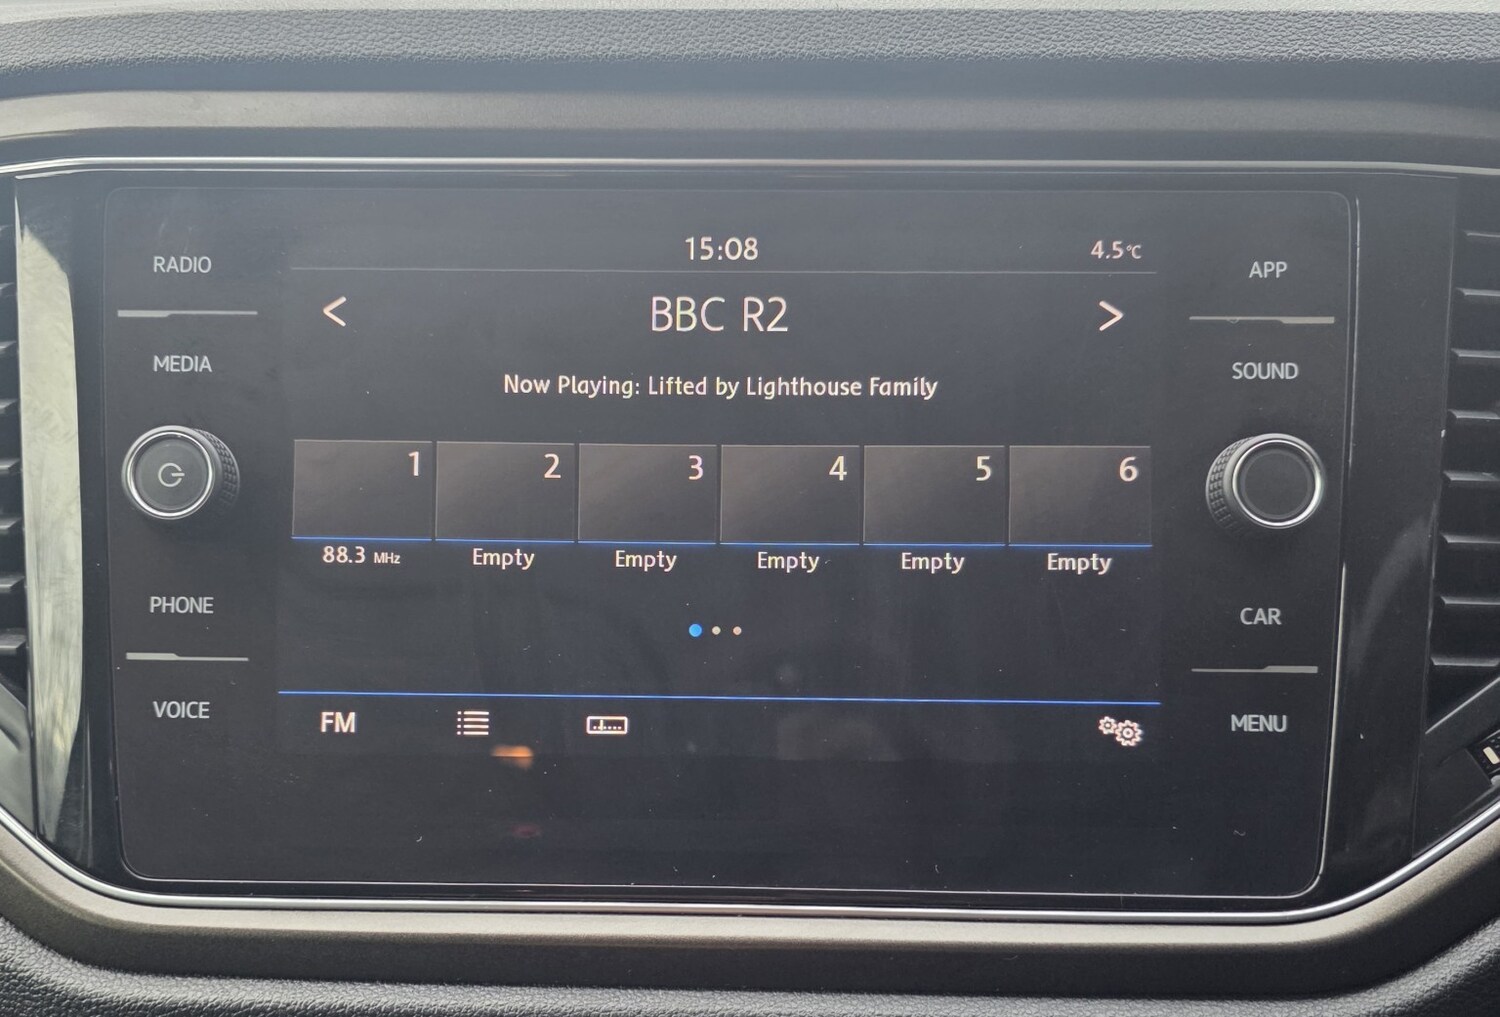 15:08
4.5°C
RADIO
APP
< BBC R2 >
MEDIA
SOUND
Now Playing: Lifted by Lighthouse Family
1 2 3 4 5 6
88.3 MHz Empty Empty Empty Empty Empty
PHONE
CAR
VOICE
FM
MENU